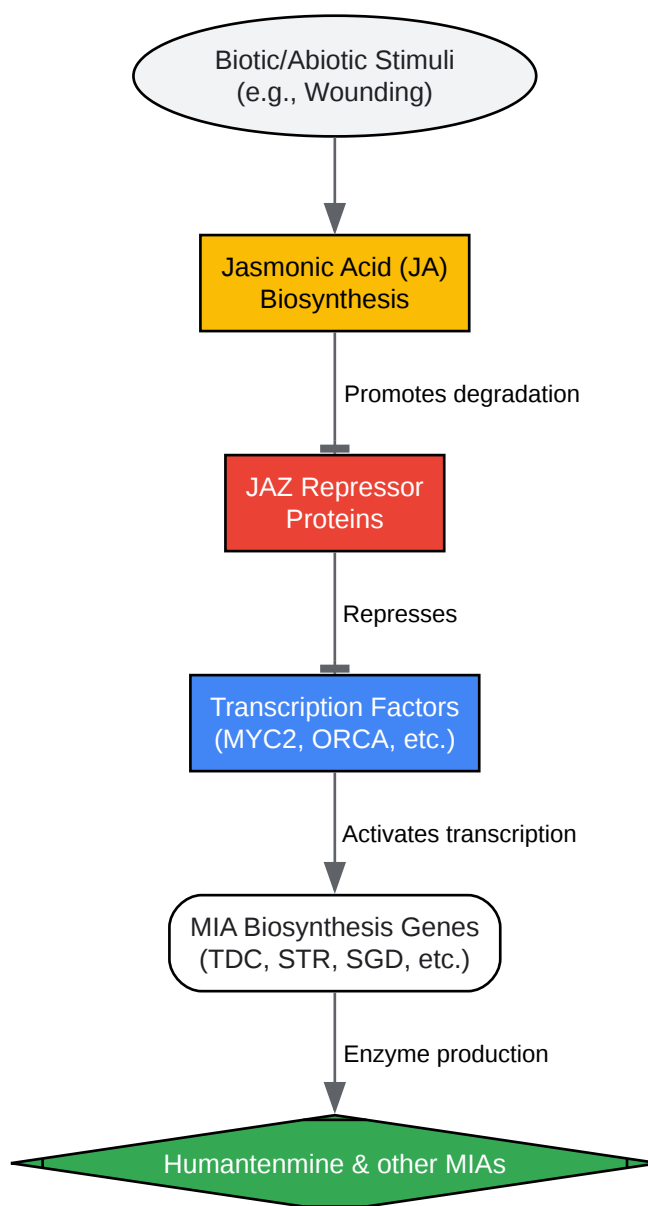 Biotic/Abiotic Stimuli
(e.g., Wounding)
Jasmonic Acid (JA)
Biosynthesis
Promotes degradation
JAZ Repressor
Proteins
Represses
Transcription Factors
(MYC2, ORCA, etc.)
Activates transcription
MIA Biosynthesis Genes
(TDC, STR, SGD, etc.)
Enzyme production
Humantenmine & other MIAs